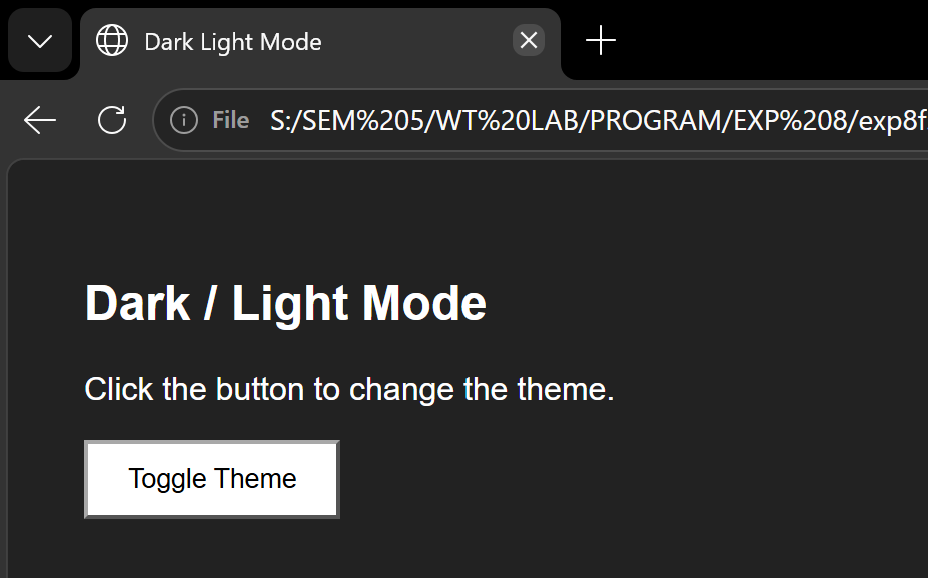 Dark Light Mode
File S:/SEM%205/WT%20LAB/PROGRAM/EXP%208/exp8f
Dark / Light Mode
Click the button to change the theme.
Toggle Theme